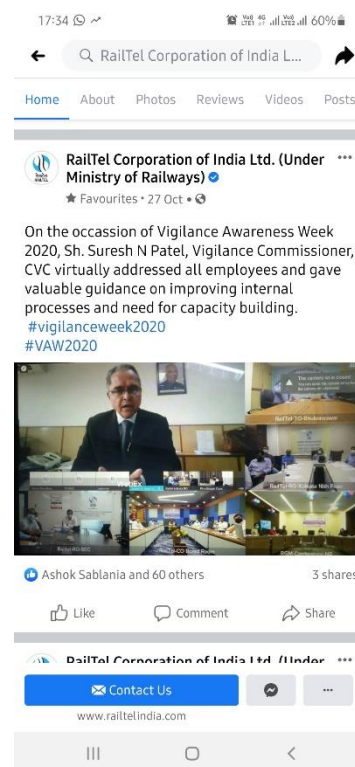 17:34
60%
RailTel Corporation of India L...
Home About Photos Reviews Videos Posts
RailTel Corporation of India Ltd. (Under
Ministry of Railways)
Favourites • 27 Oct •
On the occassion of Vigilance Awareness Week
2020, Sh. Suresh N Patel, Vigilance Commissioner,
CVC virtually addressed all employees and gave
valuable guidance on improving internal
processes and need for capacity building.
#vigilanceweek2020
#VAW2020
Ashok Sablania and 60 others 3 shares
Like Comment Share
RailTel Corporation of India Ltd. (Under
Contact Us
www.railtelindia.com